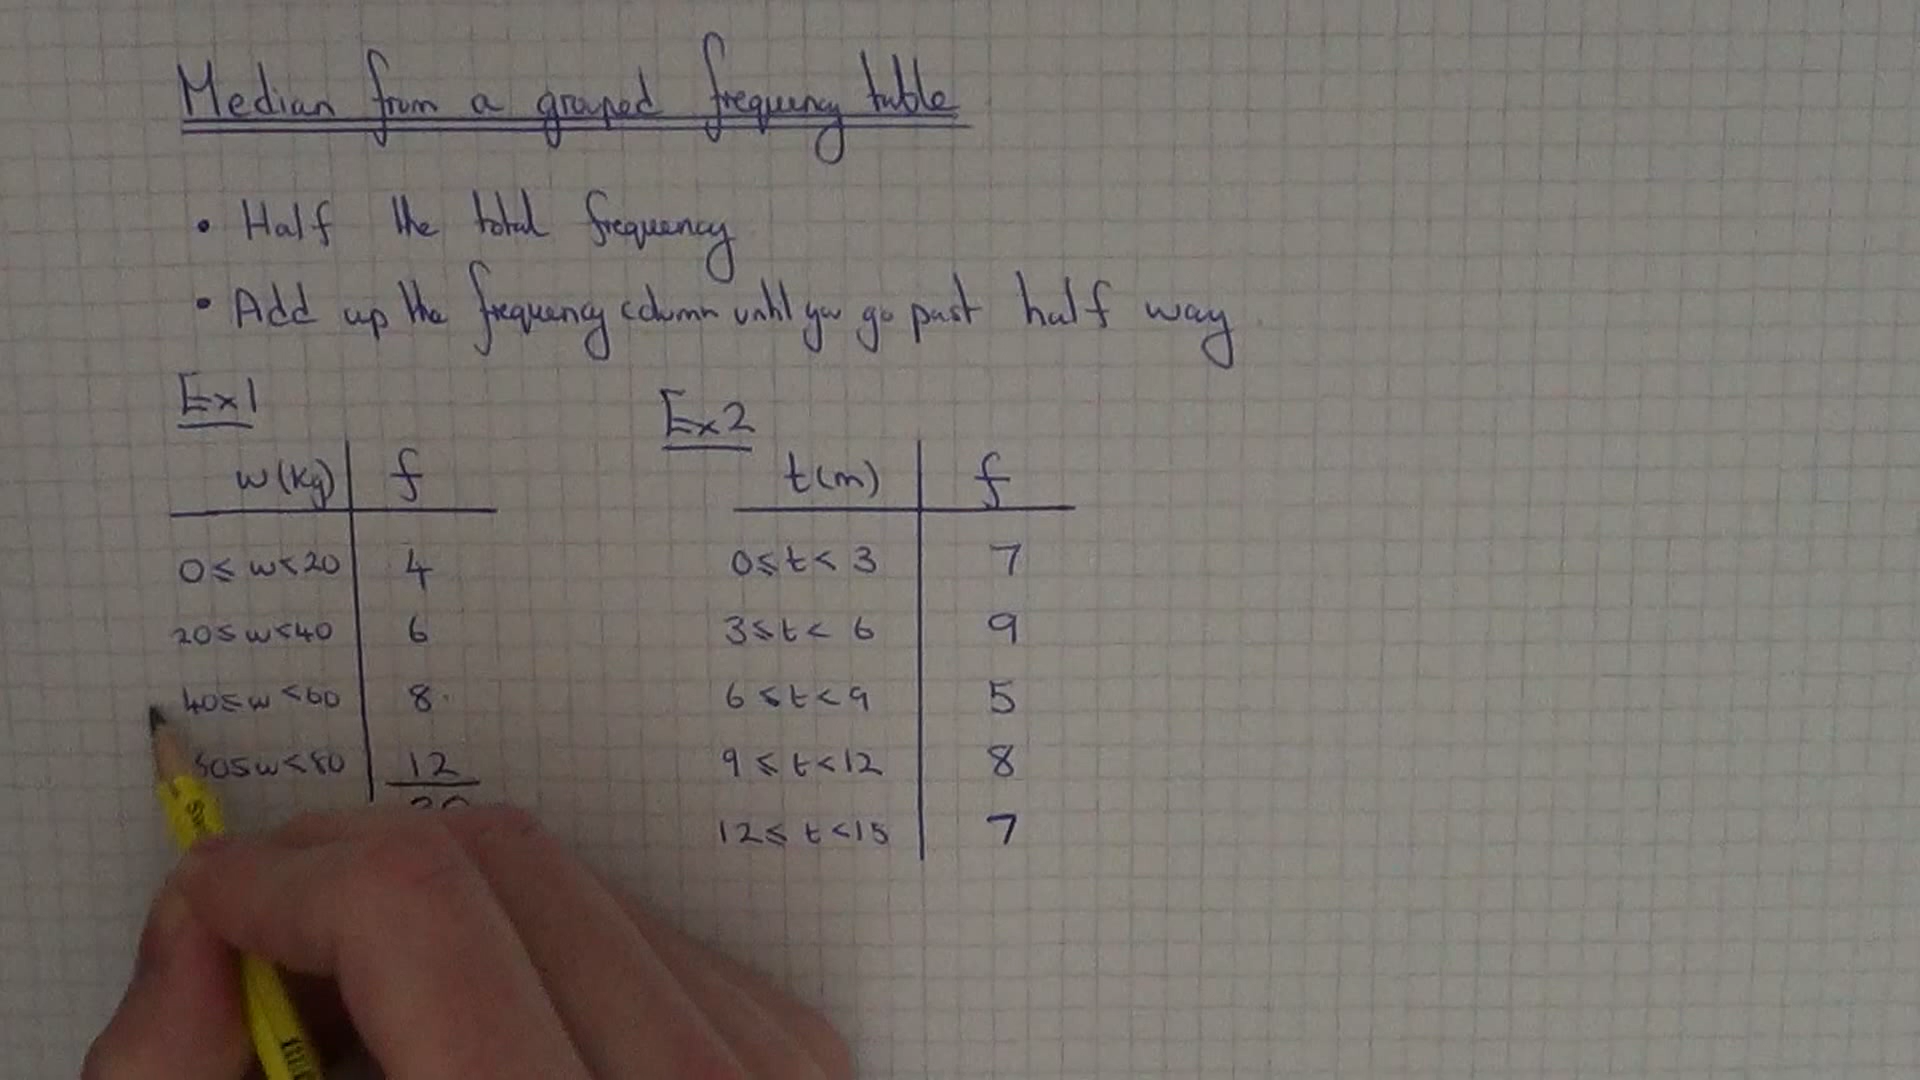 Median from a grouped frequency table
• Half the total frequency
• Add up the frequency column until you go past half way.
Ex1
Ex2
w(kg) f
0≤w<20 4
20≤w<40 6
40≤w<60 8
12
t(m) f
0≤t<3 7
3≤t<6 9
6≤t<9 5
9≤t<12 8
12≤t<15 7